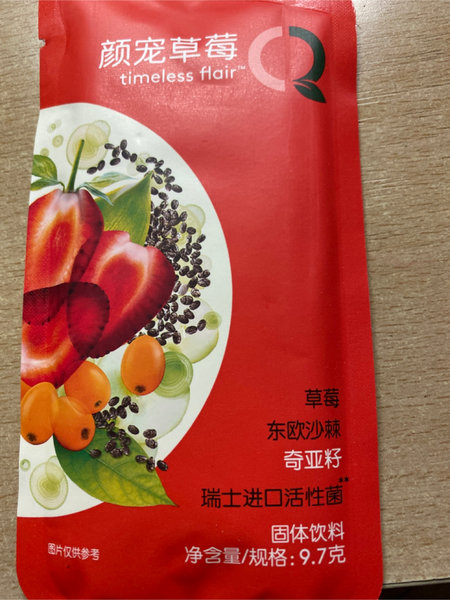 颜宠草莓
timeless flair™
草莓
东欧沙棘
奇亚籽
瑞士进口活性菌**
固体饮料
图片仅供参考
净含量/规格: 9.7克